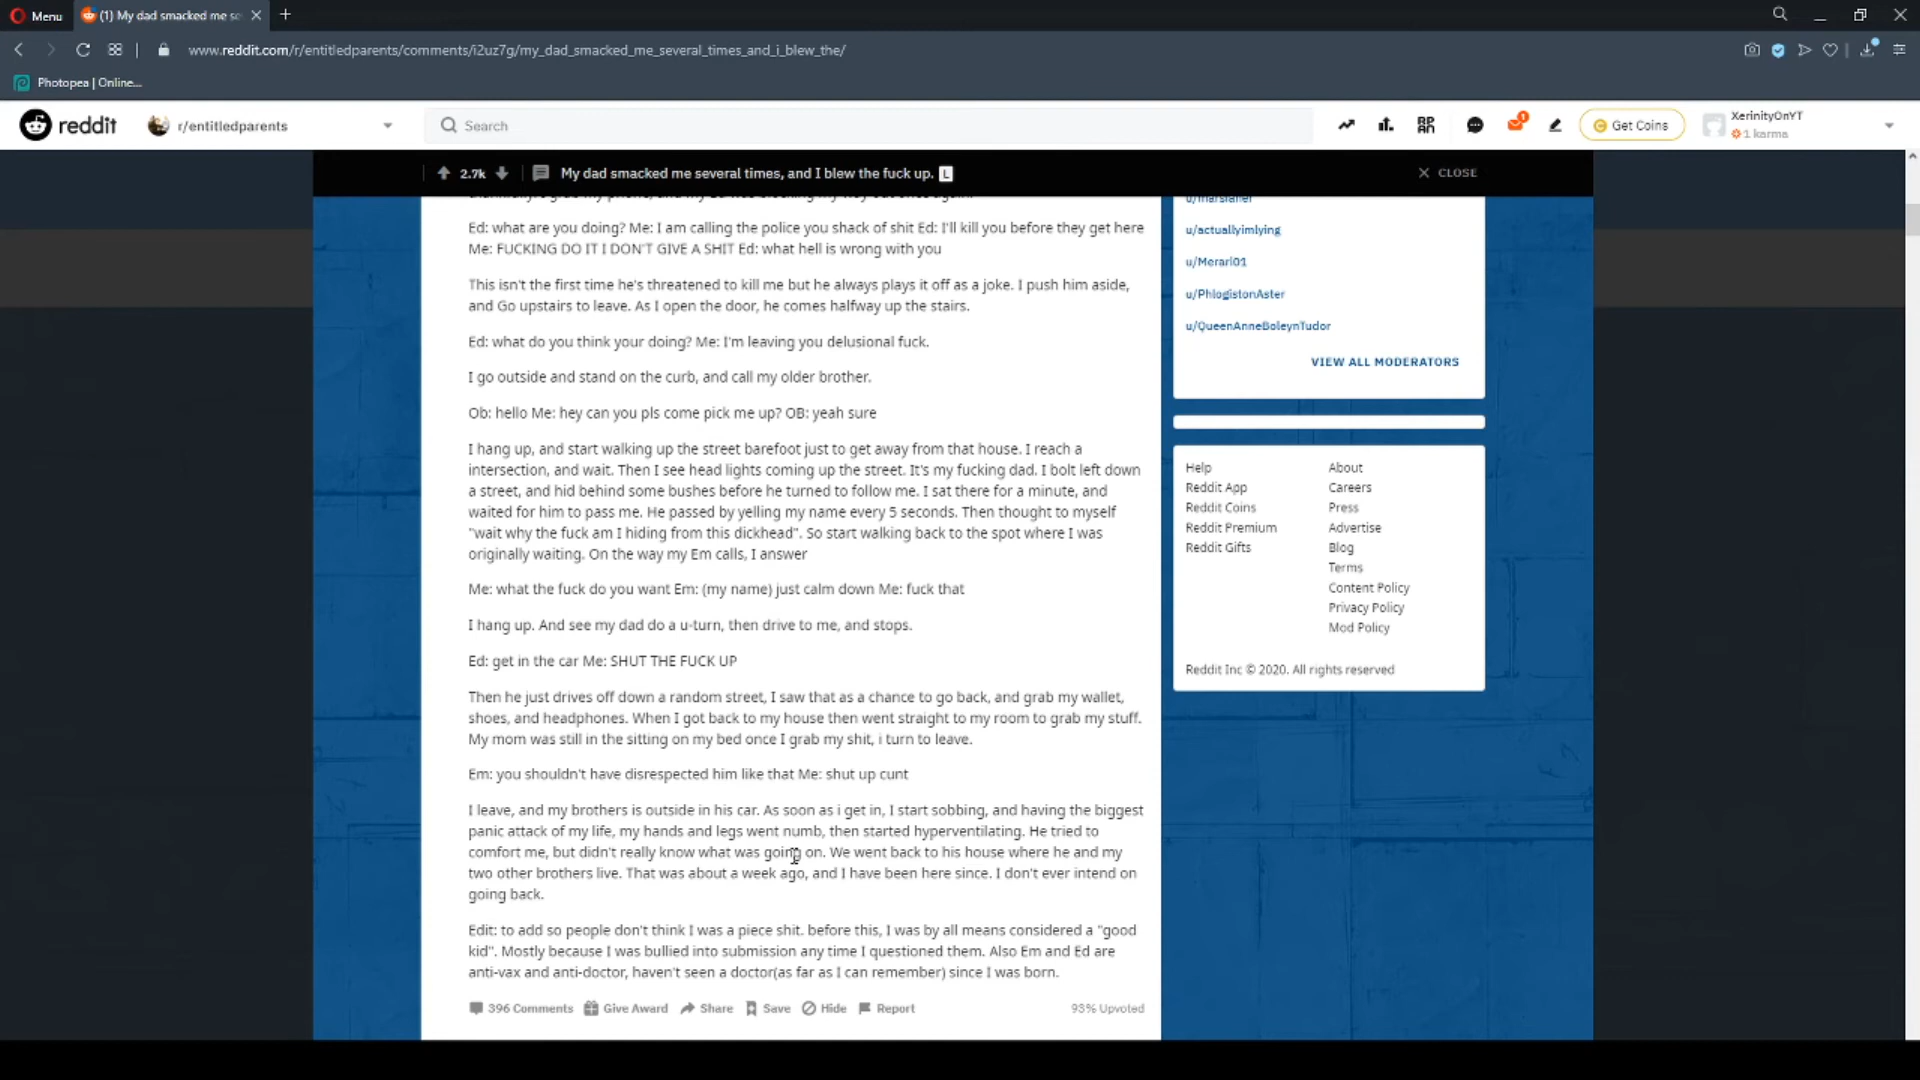 Menu
(1) My dad smacked me se
www.reddit.com/r/entitledparents/comments/i2uz7g/my_dad_smacked_me_several_times_and_i_blew_the/
Photopea | Online...
reddit
r/entitledparents
Search
1
Get Coins
XerinityOnYT
1 karma
2.7k
My dad smacked me several times, and I blew the fuck up. L
CLOSE
Ed: what are you doing? Me: I am calling the police you shack of shit Ed: I'll kill you before they get here
Me: FUCKING DO IT I DON'T GIVE A SHIT Ed: what hell is wrong with you
This isn't the first time he's threatened to kill me but he always plays it off as a joke. I push him aside,
and Go upstairs to leave. As I open the door, he comes halfway up the stairs.
Ed: what do you think your doing? Me: I'm leaving you delusional fuck.
I go outside and stand on the curb, and call my older brother.
Ob: hello Me: hey can you pls come pick me up? OB: yeah sure
I hang up, and start walking up the street barefoot just to get away from that house. I reach a
intersection, and wait. Then I see head lights coming up the street. It's my fucking dad. I bolt left down
a street, and hid behind some bushes before he turned to follow me. I sat there for a minute, and
waited for him to pass me. He passed by yelling my name every 5 seconds. Then thought to myself
"wait why the fuck am I hiding from this dickhead". So start walking back to the spot where I was
originally waiting. On the way my Em calls, I answer
Me: what the fuck do you want Em: (my name) just calm down Me: fuck that
I hang up. And see my dad do a u-turn, then drive to me, and stops.
Ed: get in the car Me: SHUT THE FUCK UP
Then he just drives off down a random street, I saw that as a chance to go back, and grab my wallet,
shoes, and headphones. When I got back to my house then went straight to my room to grab my stuff.
My mom was still in the sitting on my bed once I grab my shit, i turn to leave.
Em: you shouldn't have disrespected him like that Me: shut up cunt
I leave, and my brothers is outside in his car. As soon as i get in, I start sobbing, and having the biggest
panic attack of my life, my hands and legs went numb, then started hyperventilating. He tried to
comfort me, but didn't really know what was going on. We went back to his house where he and my
two other brothers live. That was about a week ago, and I have been here since. I don't ever intend on
going back.
Edit: to add so people don't think I was a piece shit. before this, I was by all means considered a "good
kid". Mostly because I was bullied into submission any time I questioned them. Also Em and Ed are
anti-vax and anti-doctor, haven't seen a doctor(as far as I can remember) since I was born.
396 Comments Give Award Share Save Hide Report 93% Upvoted
u/actuallyimlying
u/Merari01
u/PhlogistonAster
u/QueenAnneBoleynTudor
VIEW ALL MODERATORS
Help About
Reddit App Careers
Reddit Coins Press
Reddit Premium Advertise
Reddit Gifts Blog
Terms
Content Policy
Privacy Policy
Mod Policy
Reddit Inc © 2020. All rights reserved